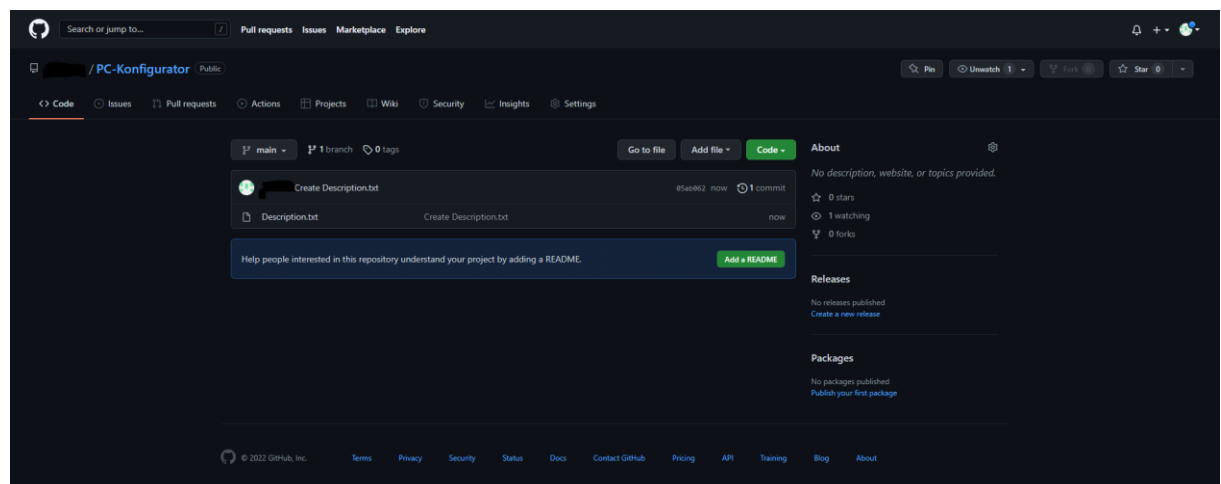 Search or jump to... / Pull requests Issues Marketplace Explore
/ PC-Konfigurator Public Pin Unwatch 1 Fork 0 Star 0
Code Issues Pull requests Actions Projects Wiki Security Insights Settings
main 1 branch 0 tags Go to file Add file Code
Create Description.txt 05ab062 now 1 commit
Description.txt Create Description.txt now
Help people interested in this repository understand your project by adding a README. Add a README
About
No description, website, or topics provided.
0 stars
1 watching
0 forks
Releases
No releases published
Create a new release
Packages
No packages published
Publish your first package
© 2022 GitHub, Inc. Terms Privacy Security Status Docs Contact GitHub Pricing API Training Blog About